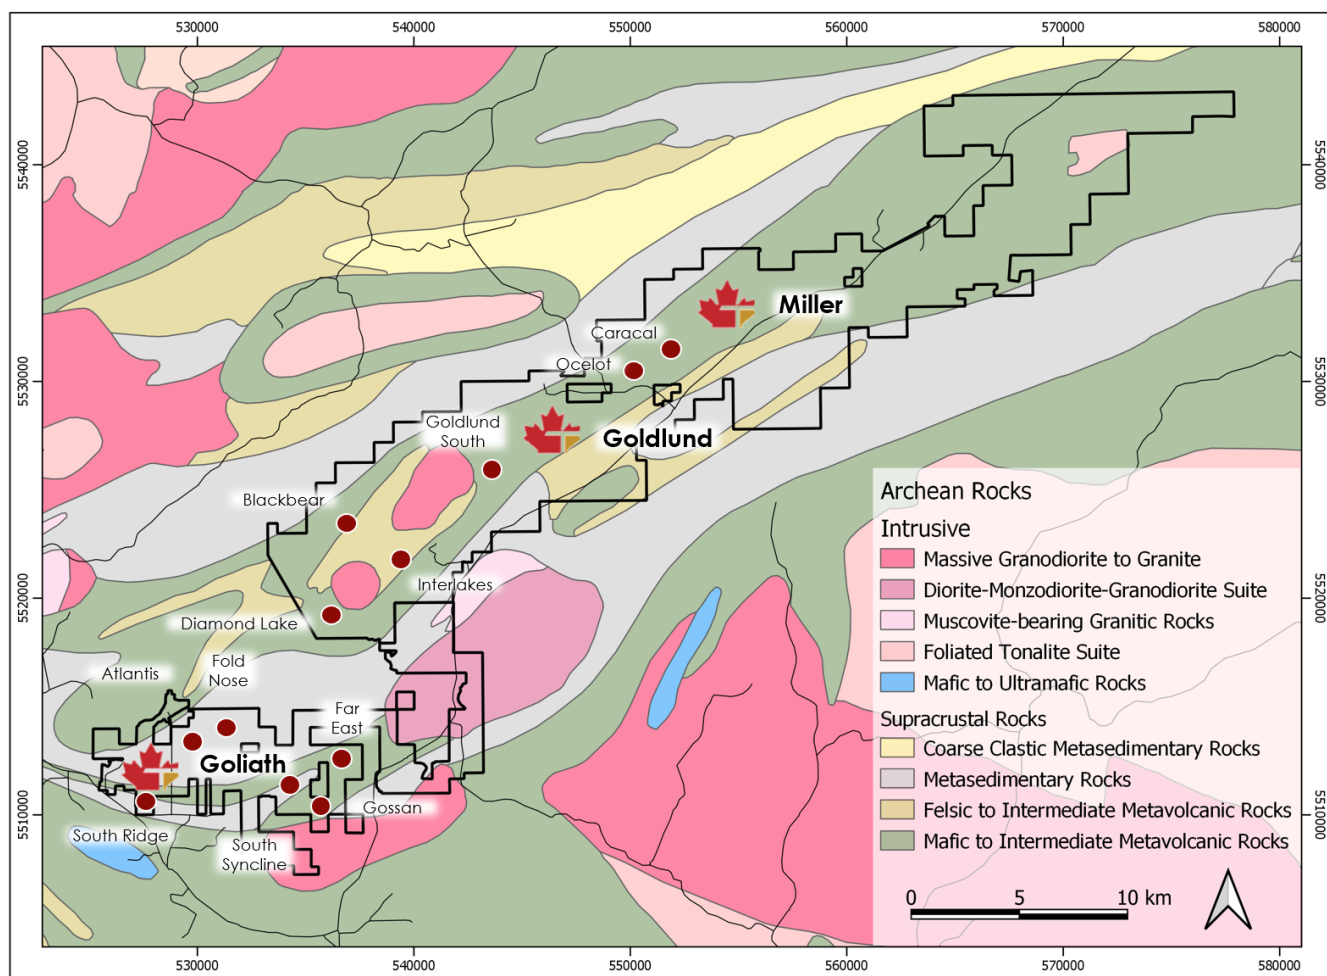 530000
540000
550000
560000
570000
580000
5540000
5540000
Miller
Caracal
Ocelot
5530000
5530000
Goldlund
South
Goldlund
Blackbear
Interlakes
5520000
5520000
Diamond Lake
Atlantis
Fold
Nose
Far
East
Goliath
5510000
5510000
Gossan
South Ridge
South
Syncline
Archean Rocks
Intrusive
Massive Granodiorite to Granite
Diorite-Monzodiorite-Granodiorite Suite
Muscovite-bearing Granitic Rocks
Foliated Tonalite Suite
Mafic to Ultramafic Rocks
Supracrustal Rocks
Coarse Clastic Metasedimentary Rocks
Metasedimentary Rocks
Felsic to Intermediate Metavolcanic Rocks
Mafic to Intermediate Metavolcanic Rocks
0 5 10 km
530000
540000
550000
560000
570000
580000